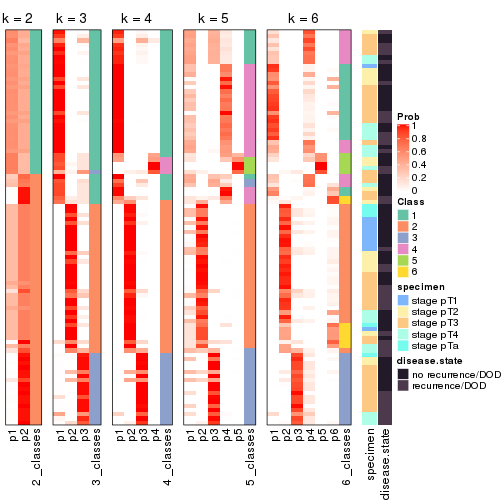 k = 2 k = 3 k = 4 k = 5 k = 6
p1 p2 2_classes p1 p2 p3 3_classes p1 p2 p3 p4 4_classes p1 p2 p3 p4 p5 5_classes p1 p2 p3 p4 p5 p6 6_classes specimen disease.state
Prob
1
0.8
0.6
0.4
0.2
0
Class
1
2
3
4
5
6
specimen
stage pT1
stage pT2
stage pT3
stage pT4
stage pTa
disease.state
no recurrence/DOD
recurrence/DOD